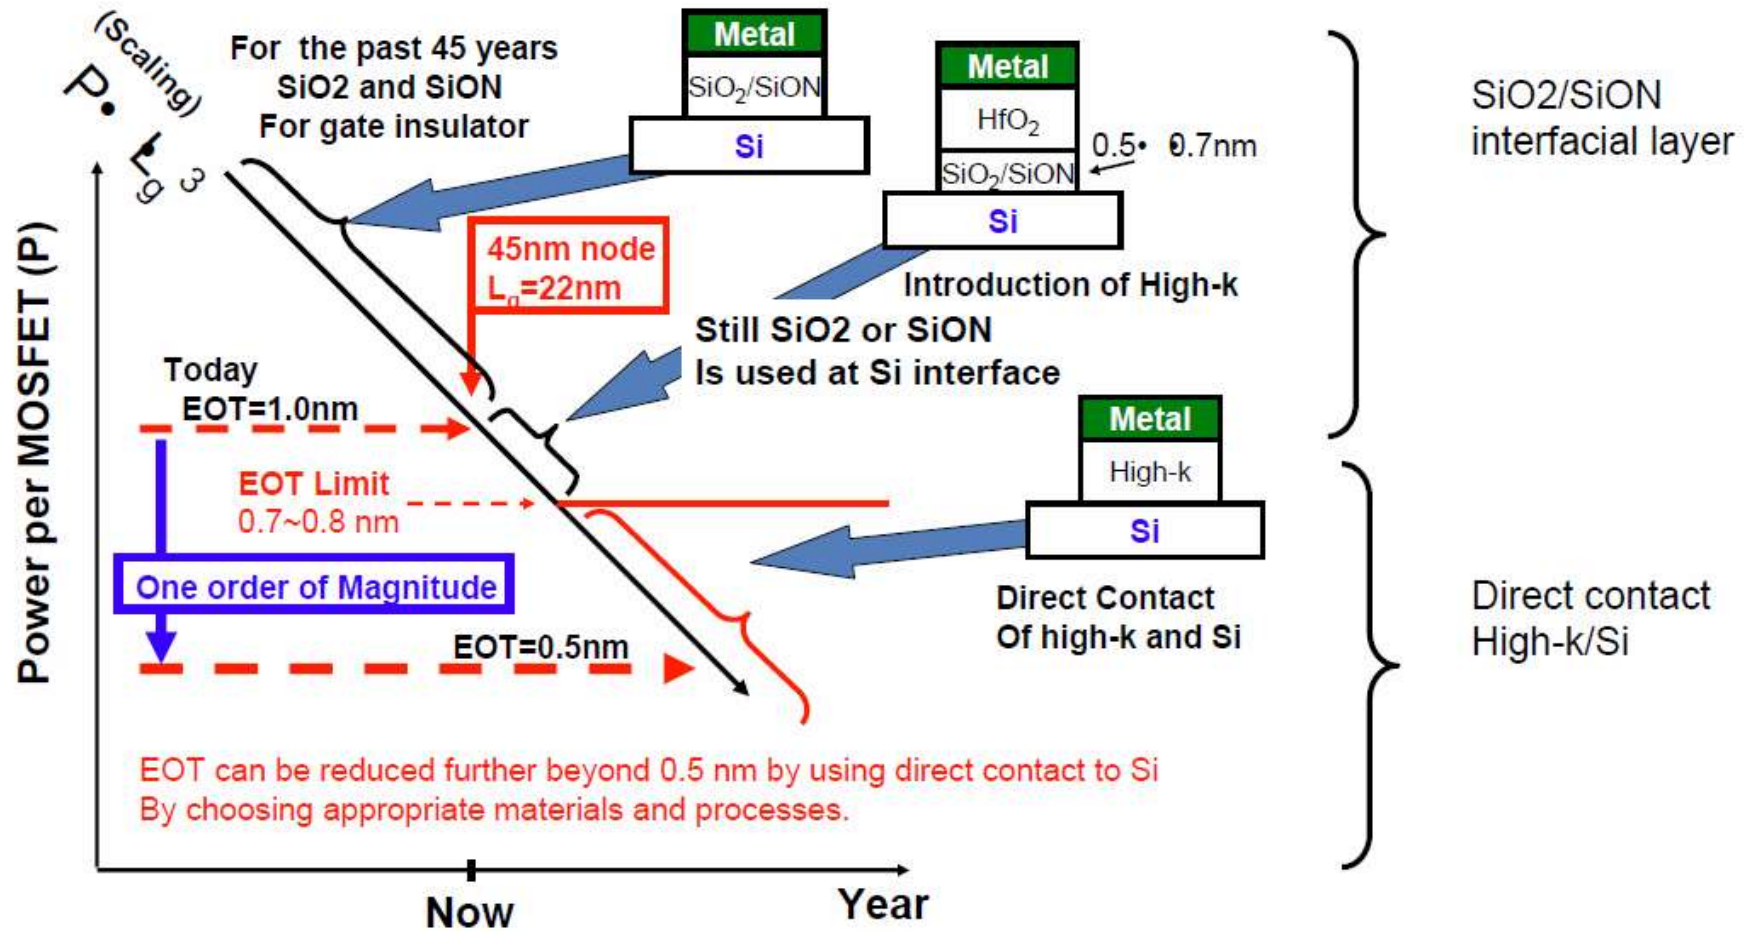 (Scaling)
P• •Lg 3
For the past 45 years
SiO2 and SiON
For gate insulator
Metal
SiO₂/SiON
Si
Metal
HfO₂
SiO₂/SiON
Si
0.5• •0.7nm
Introduction of High-k
SiO2/SiON
interfacial layer
45nm node
Lg=22nm
Still SiO2 or SiON
Is used at Si interface
Today
EOT=1.0nm
EOT Limit
0.7~0.8 nm
One order of Magnitude
EOT=0.5nm
Metal
High-k
Si
Direct Contact
Of high-k and Si
Direct contact
High-k/Si
EOT can be reduced further beyond 0.5 nm by using direct contact to Si
By choosing appropriate materials and processes.
Power per MOSFET (P)
Now
Year